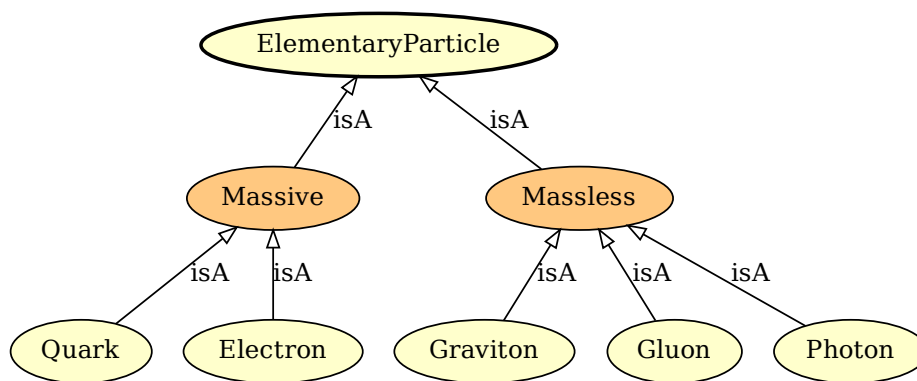 ElementaryParticle
isA
isA
Massive
Massless
isA
isA
isA
isA
isA
Quark
Electron
Graviton
Gluon
Photon